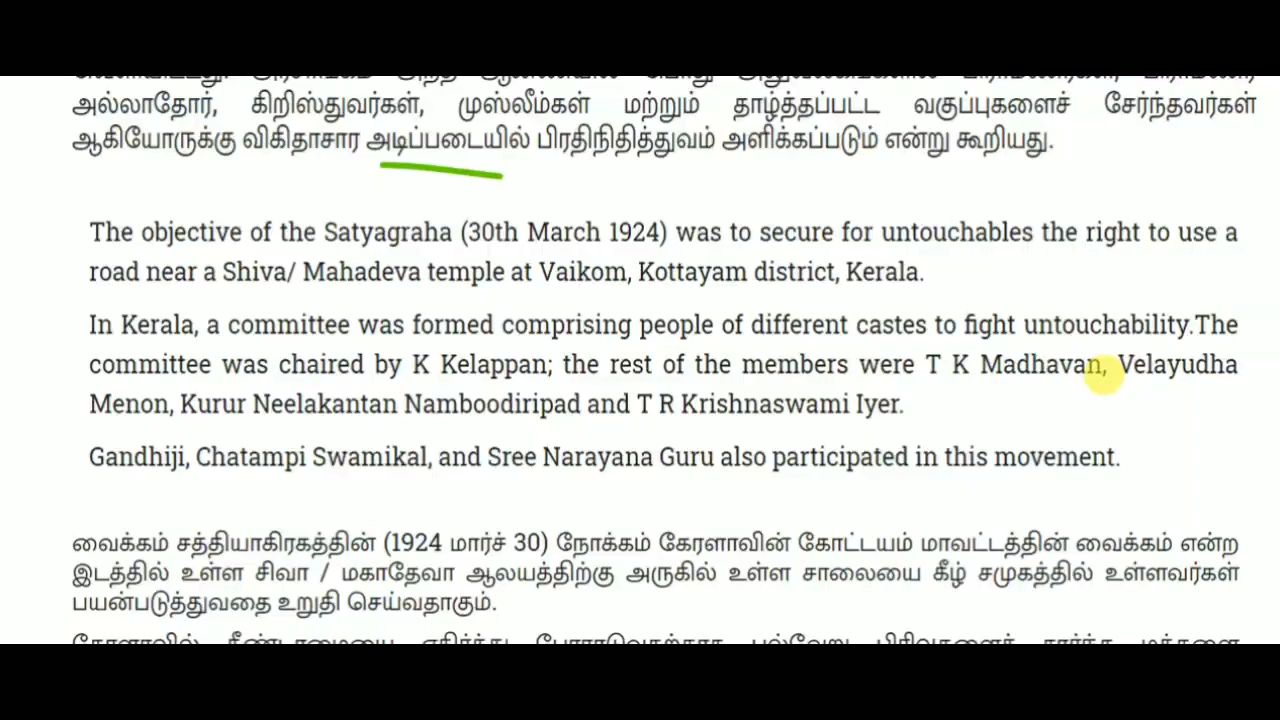 அல்லாதோர், கிறிஸ்துவர்கள், முஸ்லீம்கள் மற்றும் தாழ்த்தப்பட்ட வகுப்புகளைச் சேர்ந்தவர்கள்
ஆகியோருக்கு விகிதாசார அடிப்படையில் பிரதிநிதித்துவம் அளிக்கப்படும் என்று கூறியது.
The objective of the Satyagraha (30th March 1924) was to secure for untouchables the right to use a
road near a Shiva/ Mahadeva temple at Vaikom, Kottayam district, Kerala.
In Kerala, a committee was formed comprising people of different castes to fight untouchability.The
committee was chaired by K Kelappan; the rest of the members were T K Madhavan, Velayudha
Menon, Kurur Neelakantan Namboodiripad and T R Krishnaswami Iyer.
Gandhiji, Chatampi Swamikal, and Sree Narayana Guru also participated in this movement.
வைக்கம் சத்தியாகிரகத்தின் (1924 மார்ச் 30) நோக்கம் கேரளாவின் கோட்டயம் மாவட்டத்தின் வைக்கம் என்ற
இடத்தில் உள்ள சிவா / மகாதேவா ஆலயத்திற்கு அருகில் உள்ள சாலையை கீழ் சமுகத்தில் உள்ளவர்கள்
பயன்படுத்துவதை உறுதி செய்வதாகும்.